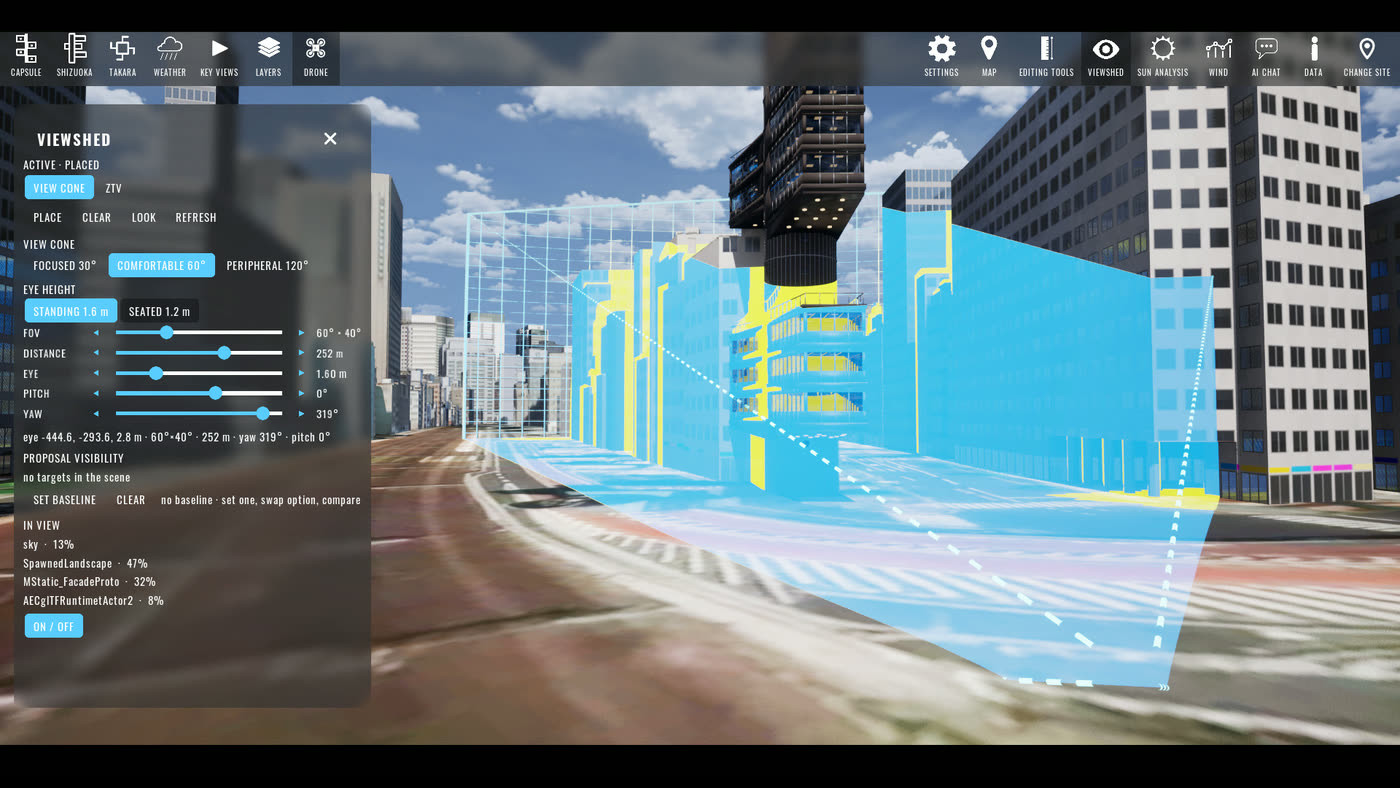 CAPSULE SHIZUOKA TAKARA WEATHER KEY VIEWS LAYERS DRONE SETTINGS MAP EDITING TOOLS VIEWSHED SUN ANALYSIS WIND AI CHAT DATA CHANGE SITE
VIEWSHED
ACTIVE · PLACED
VIEW CONE ZTV
PLACE CLEAR LOOK REFRESH
VIEW CONE
FOCUSED 30° COMFORTABLE 60° PERIPHERAL 120°
EYE HEIGHT
STANDING 1.6 m SEATED 1.2 m
FOV 60° × 40°
DISTANCE 252 m
EYE 1.60 m
PITCH 0°
YAW 319°
eye -444.6, -293.6, 2.8 m · 60°×40° · 252 m · yaw 319° · pitch 0°
PROPOSAL VISIBILITY
no targets in the scene
SET BASELINE CLEAR no baseline · set one, swap option, compare
IN VIEW
sky · 13%
SpawnedLandscape · 47%
MStatic_FacadeProto · 32%
AECglTFRuntimetActor2 · 8%
ON / OFF